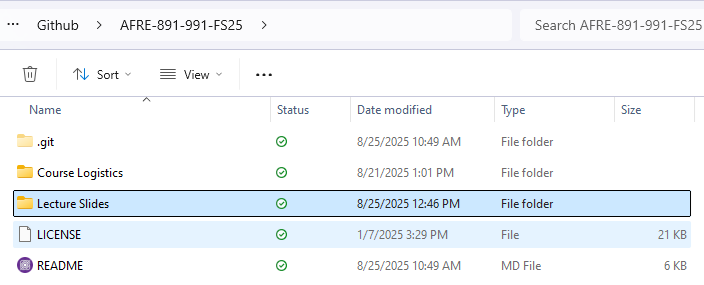 ... Github > AFRE-891-991-FS25 > Search AFRE-891-991-FS25
Sort View ...
Name Status Date modified Type Size
.git 8/25/2025 10:49 AM File folder
Course Logistics 8/21/2025 1:01 PM File folder
Lecture Slides 8/25/2025 12:46 PM File folder
LICENSE 1/7/2025 3:29 PM File 21 KB
README 8/25/2025 10:49 AM MD File 6 KB